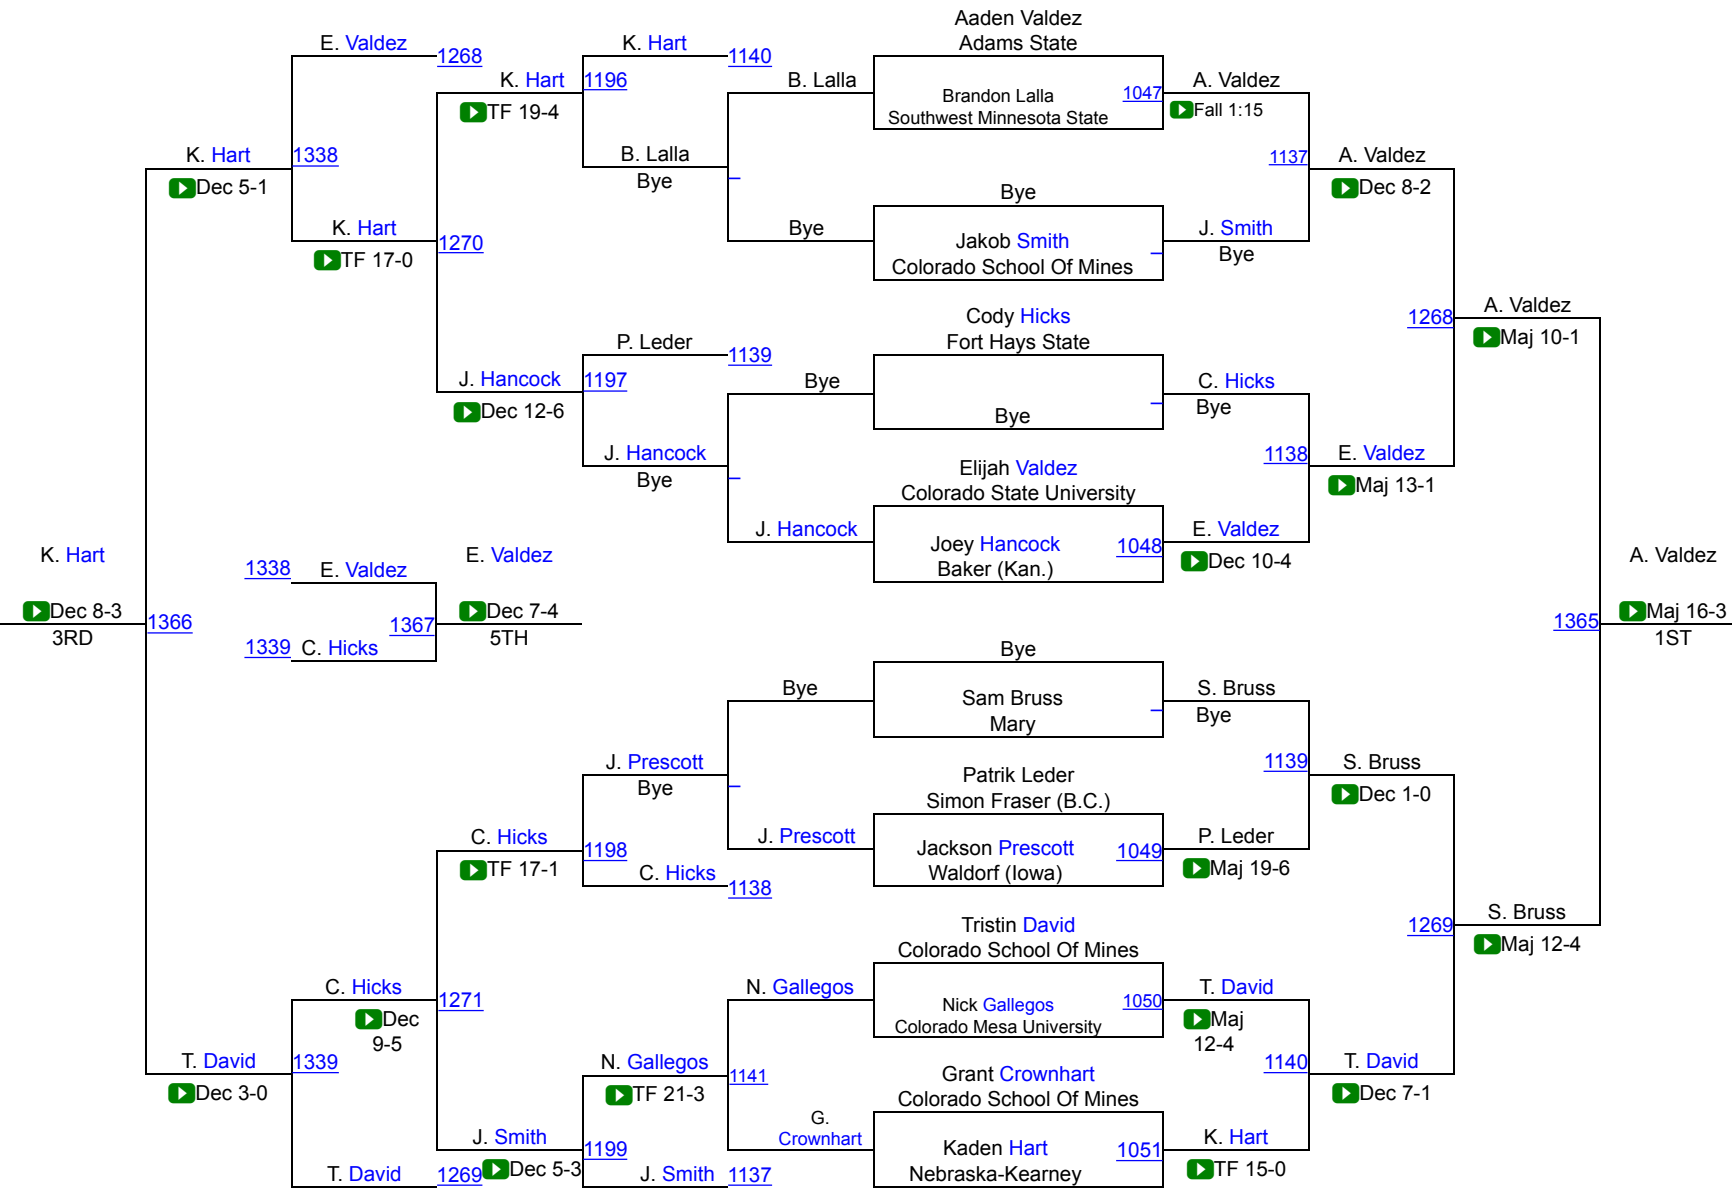 Aaden Valdez
Adams State
E. Valdez
1268
K. Hart
1140
K. Hart
1196
TF 19-4
B. Lalla
Brandon Lalla
Southwest Minnesota State
1047
A. Valdez
Fall 1:15
K. Hart
Dec 5-1
1338
B. Lalla
Bye
1137
A. Valdez
Dec 8-2
Bye
K. Hart
TF 17-0
1270
Bye
Jakob Smith
Colorado School Of Mines
J. Smith
Bye
Cody Hicks
Fort Hays State
1268
A. Valdez
Maj 10-1
P. Leder
1139
J. Hancock
Dec 12-6
1197
Bye
Bye
C. Hicks
Bye
J. Hancock
Bye
Elijah Valdez
Colorado State University
1138
E. Valdez
Maj 13-1
J. Hancock
Joey Hancock
Baker (Kan.)
1048
E. Valdez
Dec 10-4
K. Hart
Dec 8-3
3RD
1366
1338
E. Valdez
1339
C. Hicks
1367
E. Valdez
Dec 7-4
5TH
A. Valdez
1365
Maj 16-3
1ST
Bye
Bye
Sam Bruss
Mary
S. Bruss
Bye
J. Prescott
Bye
Patrik Leder
Simon Fraser (B.C.)
1139
S. Bruss
Dec 1-0
C. Hicks
TF 17-1
1198
J. Prescott
Jackson Prescott
Waldorf (Iowa)
1049
P. Leder
Maj 19-6
C. Hicks
1138
Tristin David
Colorado School Of Mines
1269
S. Bruss
Maj 12-4
C. Hicks
Dec
9-5
1271
N. Gallegos
Nick Gallegos
Colorado Mesa University
1050
T. David
Maj
12-4
T. David
Dec 3-0
1339
N. Gallegos
TF 21-3
1141
Grant Crownhart
Colorado School Of Mines
1140
T. David
Dec 7-1
J. Smith
Dec 5-3
1199
G.
Crownhart
Kaden Hart
Nebraska-Kearney
1051
K. Hart
TF 15-0
T. David
1269
J. Smith
1137